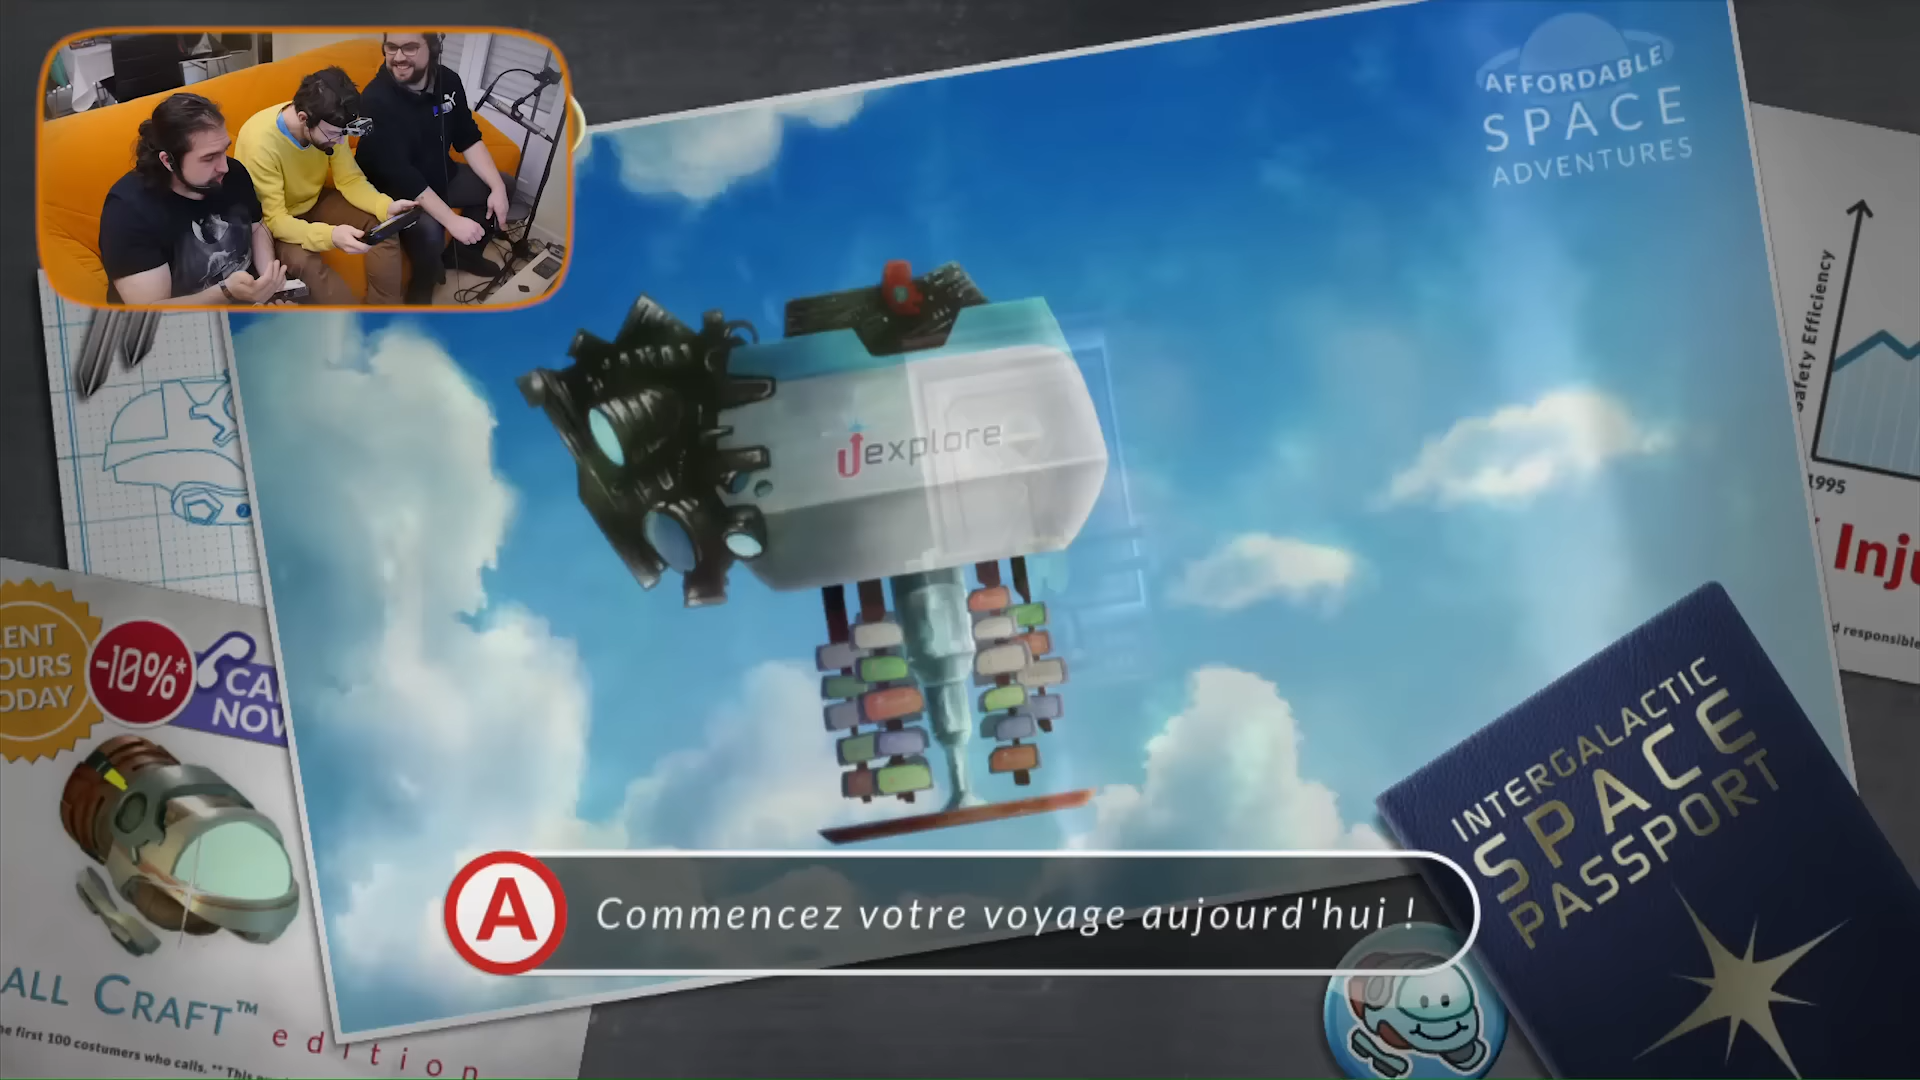 AFFORDABLE
SPACE
ADVENTURES
Uexplore
Safety Efficiency
1995
Inju
d responsible
ENT
OURS
ODAY
-10%*
CA
NOW
INTERGALACTIC
SPACE
PASSPORT
A
Commencez votre voyage aujourd'hui !
ALL CRAFT™
edition
he first 100 costumers who calls. ** This